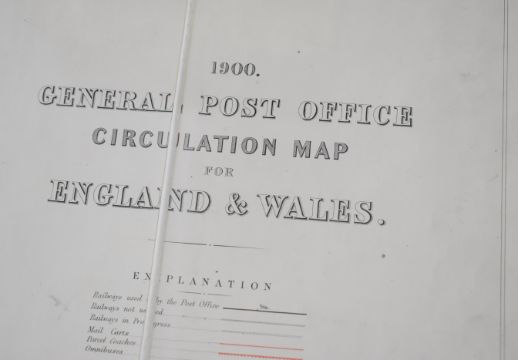 1900.
GENERAL POST OFFICE
CIRCULATION MAP
FOR
ENGLAND & WALES.
EXPLANATION
Railways used by the Post Office
Railways not used
Railways in Progress
Mail Carts
Parcel Coaches
Omnibuses